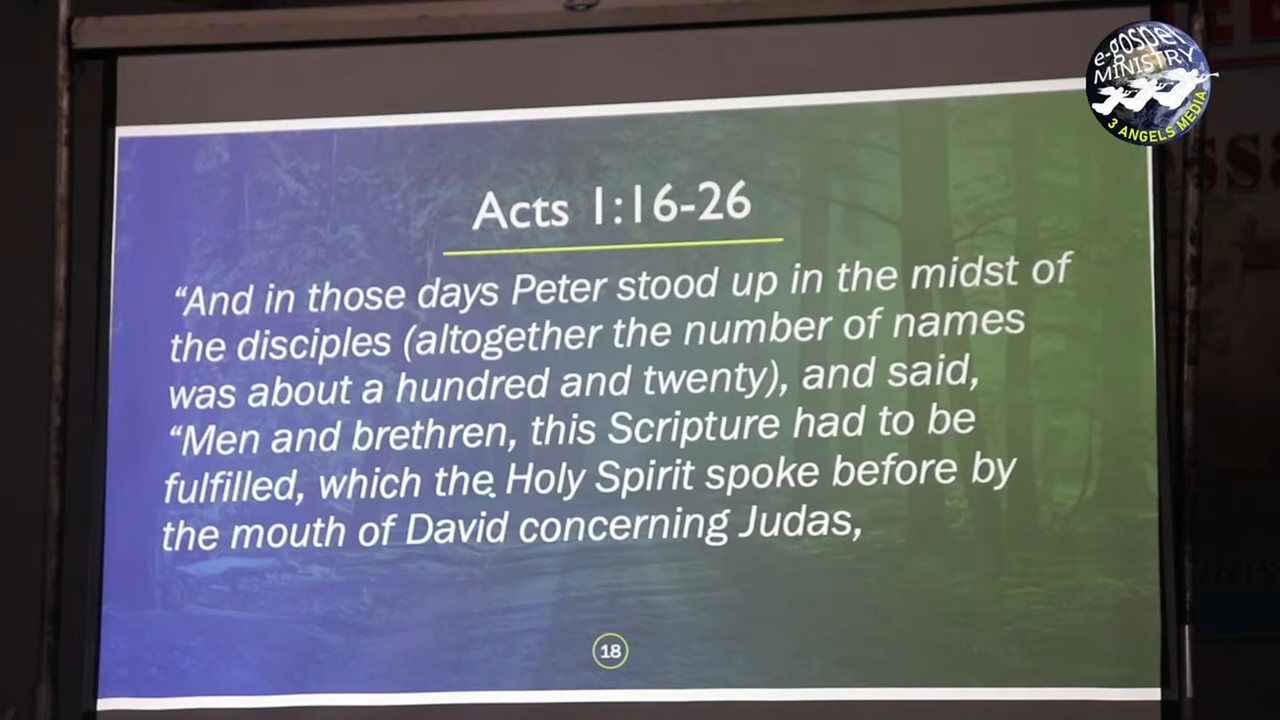 e-gospel
MINISTRY
3 ANGELS MEDIA
Acts 1:16-26
“And in those days Peter stood up in the midst of
the disciples (altogether the number of names
was about a hundred and twenty), and said,
“Men and brethren, this Scripture had to be
fulfilled, which the Holy Spirit spoke before by
the mouth of David concerning Judas,
18